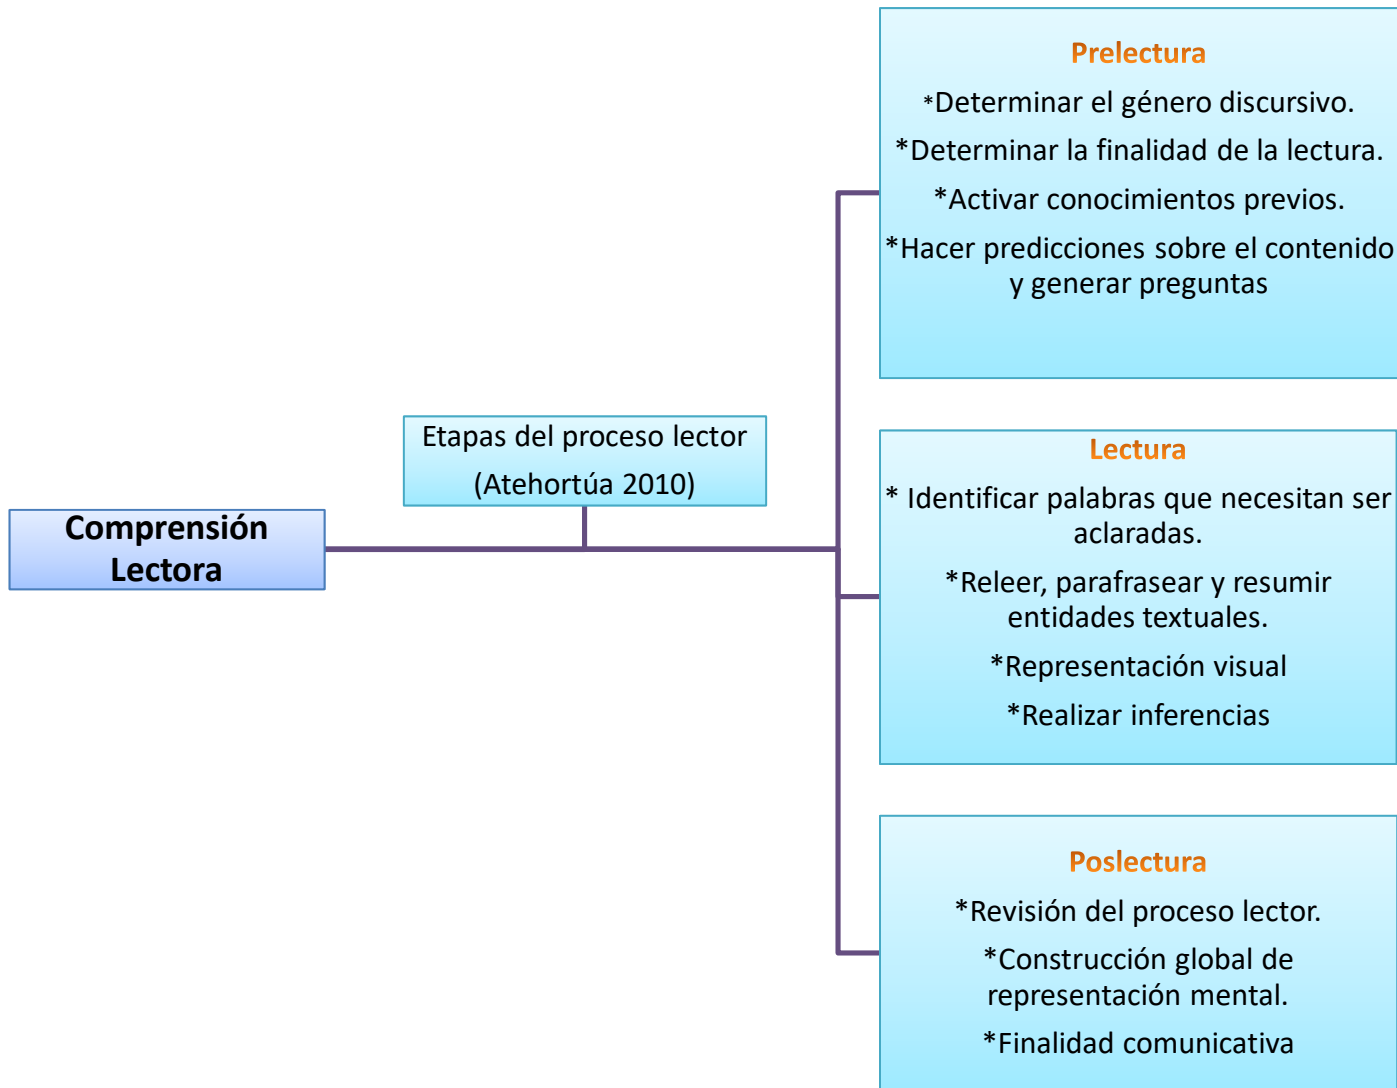 Comprensión
Lectora
Etapas del proceso lector
(Atehortúa 2010)
Prelectura
*Determinar el género discursivo.
*Determinar la finalidad de la lectura.
*Activar conocimientos previos.
*Hacer predicciones sobre el contenido
y generar preguntas
Lectura
* Identificar palabras que necesitan ser
aclaradas.
*Releer, parafrasear y resumir
entidades textuales.
*Representación visual
*Realizar inferencias
Poslectura
*Revisión del proceso lector.
*Construcción global de
representación mental.
*Finalidad comunicativa